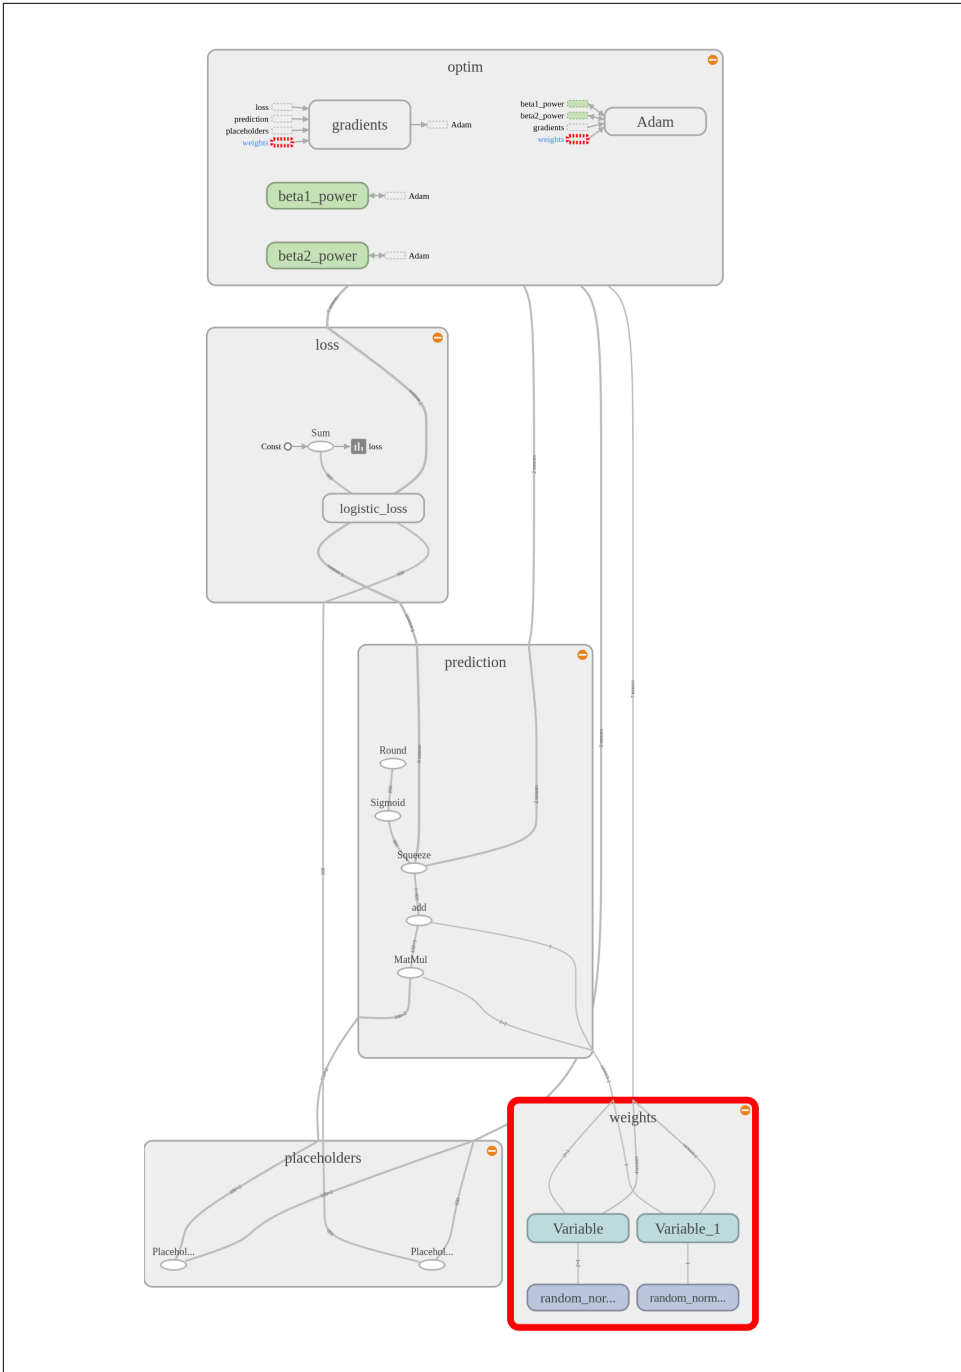 optim
loss
prediction
placeholders
weights
gradients
Adam
beta1_power
beta2_power
gradients
weights
Adam
beta1_power
Adam
beta2_power
Adam
loss
Sum
Const
loss
logistic_loss
prediction
Round
Sigmoid
Squeeze
add
MatMul
weights
placeholders
Variable
Variable_1
Placehol...
Placehol...
random_nor...
random_norm...